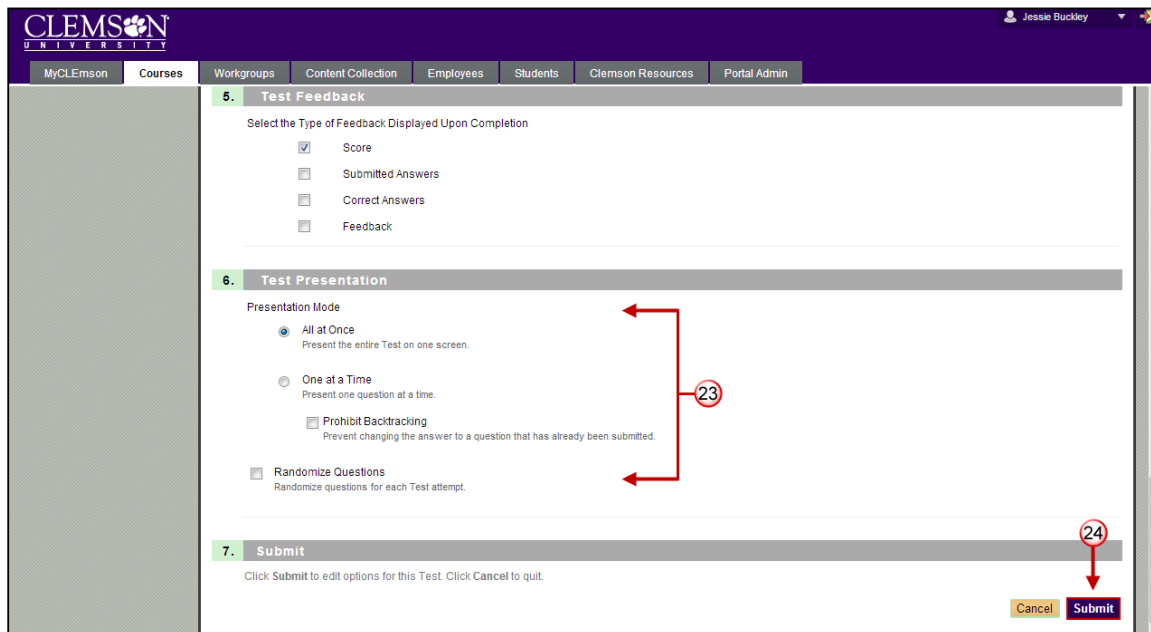 CLEMSON
UNIVERSITY
Jessie Buckley
MyCLEmson Courses Workgroups Content Collection Employees Students Clemson Resources Portal Admin
5. Test Feedback
Select the Type of Feedback Displayed Upon Completion
Score
Submitted Answers
Correct Answers
Feedback
6. Test Presentation
Presentation Mode
All at Once
Present the entire Test on one screen.
One at a Time
Present one question at a time.
23
Prohibit Backtracking
Prevent changing the answer to a question that has already been submitted.
Randomize Questions
Randomize questions for each Test attempt.
24
7. Submit
Click Submit to edit options for this Test. Click Cancel to quit.
Cancel Submit